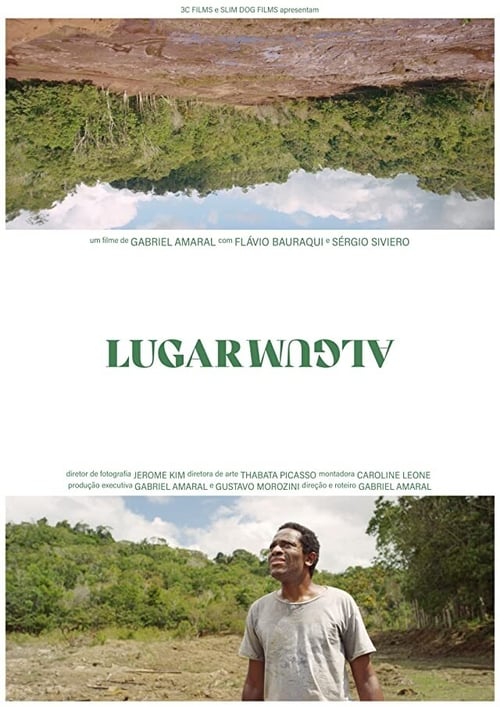 3C FILMS e SLIM DOG FILMS apresentam
um filme de GABRIEL AMARAL com FLÁVIO BAURAQUI e SÉRGIO SIVIERO
LUGAR ALGUM
diretor de fotografia JEROME KIM diretora de arte THABATA PICASSO montadora CAROLINE LEONE
produção executiva GABRIEL AMARAL e GUSTAVO MOROZINI direção e roteiro GABRIEL AMARAL